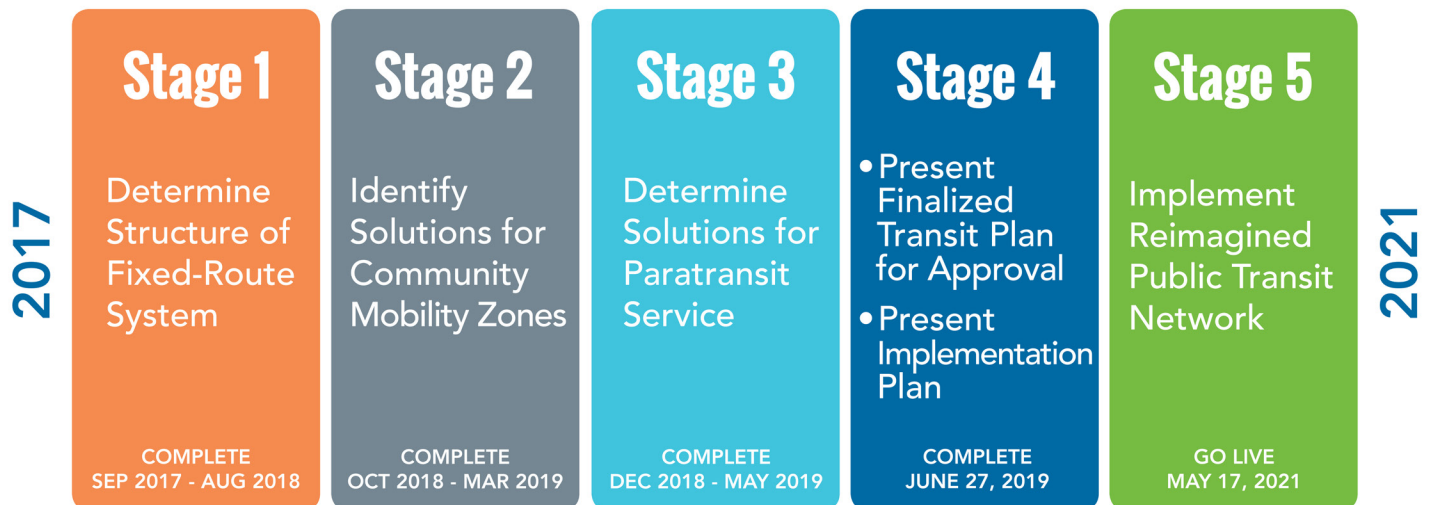 2017
Stage 1
Determine
Structure of
Fixed-Route
System
COMPLETE
SEP 2017 - AUG 2018
Stage 2
Identify
Solutions for
Community
Mobility Zones
COMPLETE
OCT 2018 - MAR 2019
Stage 3
Determine
Solutions for
Paratransit
Service
COMPLETE
DEC 2018 - MAY 2019
Stage 4
• Present
Finalized
Transit Plan
for Approval
• Present
Implementation
Plan
COMPLETE
JUNE 27, 2019
Stage 5
Implement
Reimagined
Public Transit
Network
GO LIVE
MAY 17, 2021
2021